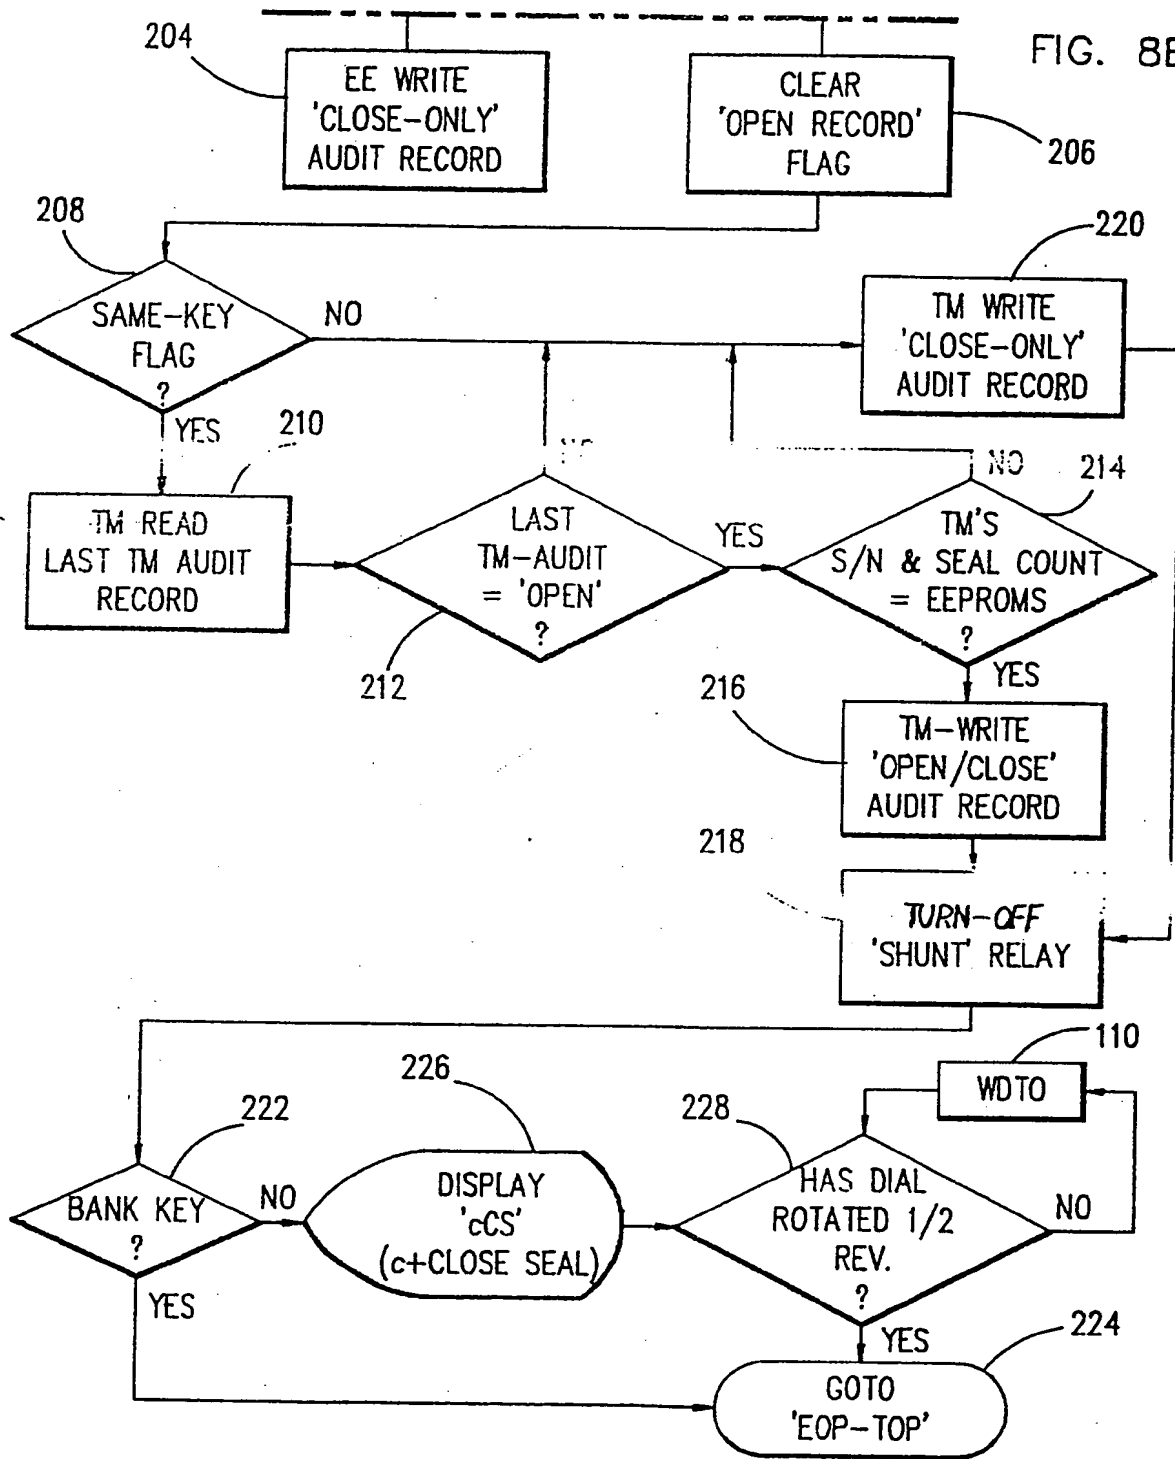 FIG. 8
204
EE WRITE
'CLOSE-ONLY'
AUDIT RECORD
CLEAR
'OPEN RECORD'
FLAG
206
208
SAME-KEY
FLAG
?
NO
YES
220
TM WRITE
'CLOSE-ONLY'
AUDIT RECORD
210
TM READ
LAST TM AUDIT
RECORD
LAST
TM-AUDIT
= 'OPEN'
?
YES
212
NO
214
TM'S
S/N & SEAL COUNT
= EEPROMS
?
YES
216
TM-WRITE
'OPEN/CLOSE'
AUDIT RECORD
218
TURN-OFF
'SHUNT' RELAY
110
WDTO
222
BANK KEY
?
NO
YES
226
DISPLAY
'cCS'
(c+CLOSE SEAL)
228
HAS DIAL
ROTATED 1/2
REV.
?
NO
YES
224
GOTO
'EOP-TOP'